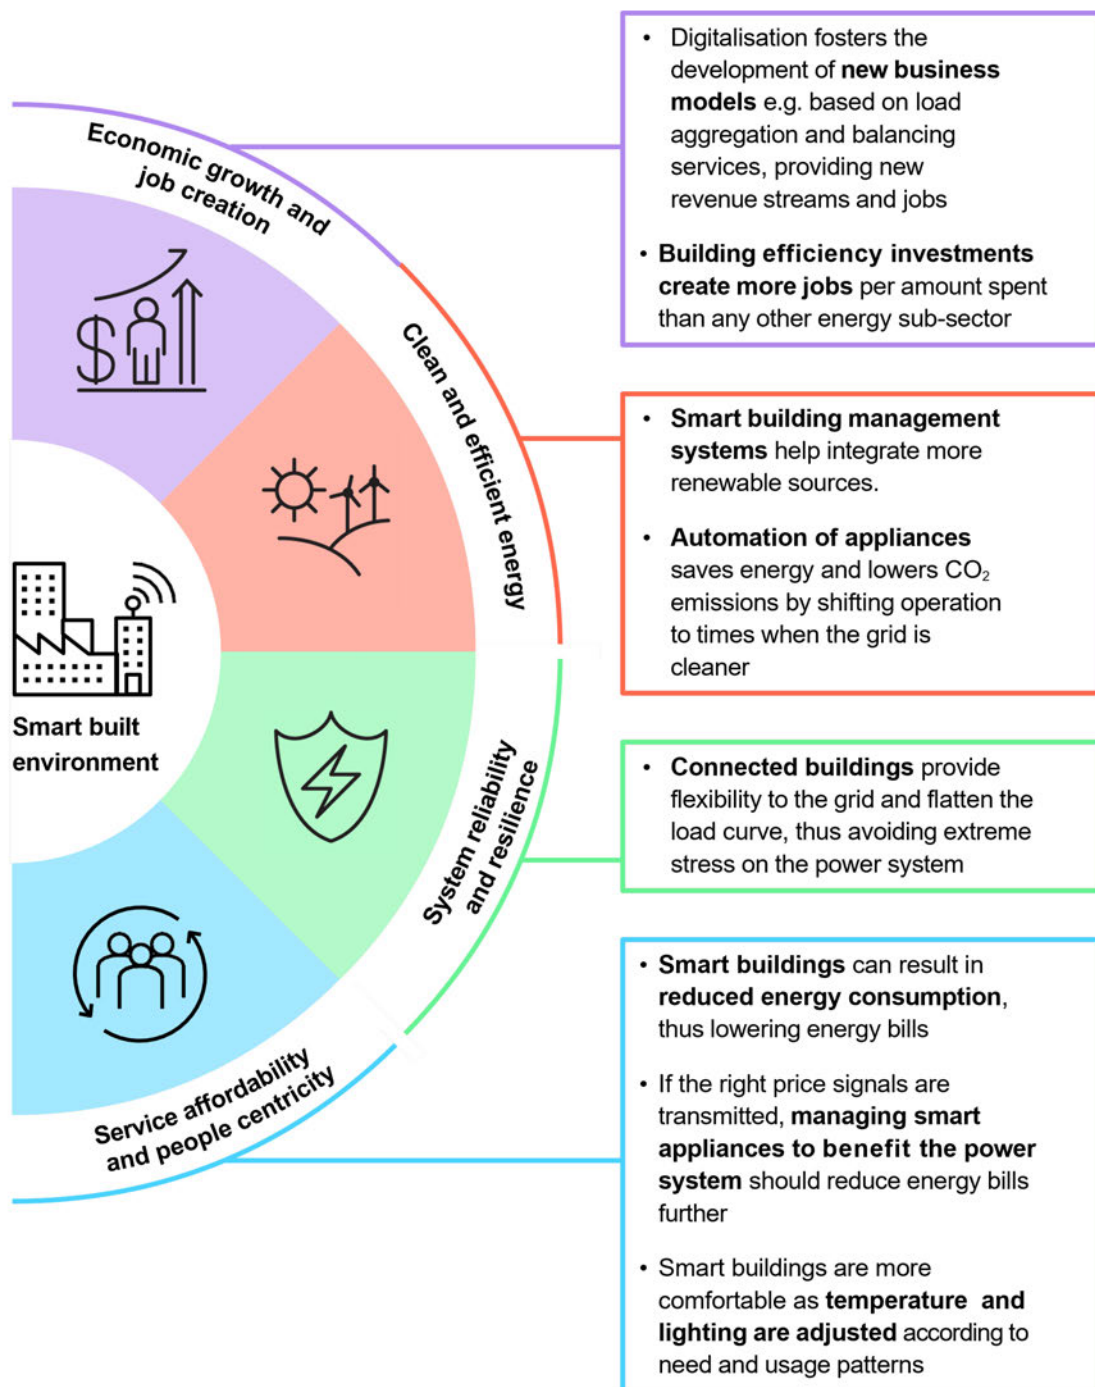 Economic growth and
job creation
• Digitalisation fosters the
development of new business
models e.g. based on load
aggregation and balancing
services, providing new
revenue streams and jobs
• Building efficiency investments
create more jobs per amount spent
than any other energy sub-sector
Clean and efficient energy
• Smart building management
systems help integrate more
renewable sources.
• Automation of appliances
saves energy and lowers CO₂
emissions by shifting operation
to times when the grid is
cleaner
Smart built
environment
System reliability
and resilience
• Connected buildings provide
flexibility to the grid and flatten the
load curve, thus avoiding extreme
stress on the power system
Service affordability
and people centricity
• Smart buildings can result in
reduced energy consumption,
thus lowering energy bills
• If the right price signals are
transmitted, managing smart
appliances to benefit the power
system should reduce energy bills
further
• Smart buildings are more
comfortable as temperature and
lighting are adjusted according to
need and usage patterns